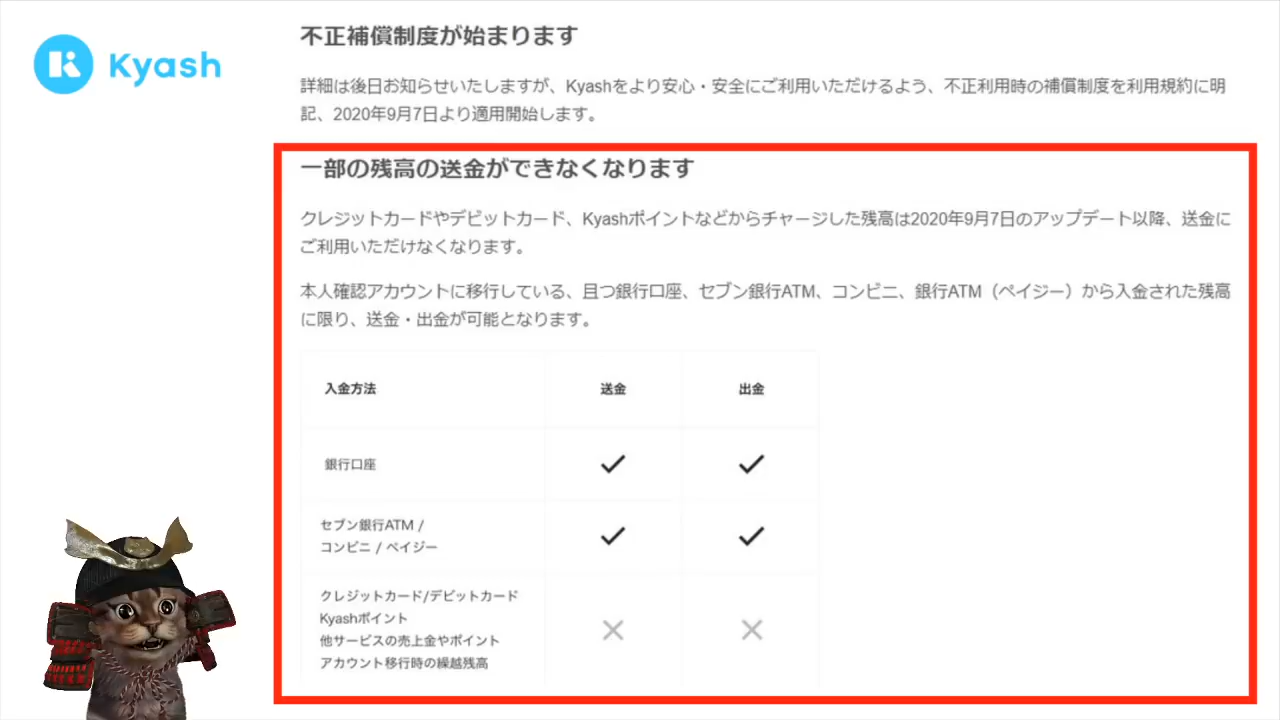 Kyash
不正補償制度が始まります
詳細は後日お知らせいたしますが、Kyashをより安心・安全にご利用いただけるよう、不正利用時の補償制度を利用規約に明
記、2020年9月7日より適用開始します。
一部の残高の送金ができなくなります
クレジットカードやデビットカード、Kyashポイントなどからチャージした残高は2020年9月7日のアップデート以降、送金に
ご利用いただけなくなります。
本人確認アカウントに移行している、且つ銀行口座、セブン銀行ATM、コンビニ、銀行ATM（ペイジー）から入金された残高
に限り、送金・出金が可能となります。
入金方法 送金 出金
銀行口座
セブン銀行ATM /
コンビニ / ペイジー
クレジットカード/デビットカード
Kyashポイント
他サービスの売上金やポイント
アカウント移行時の繰越残高